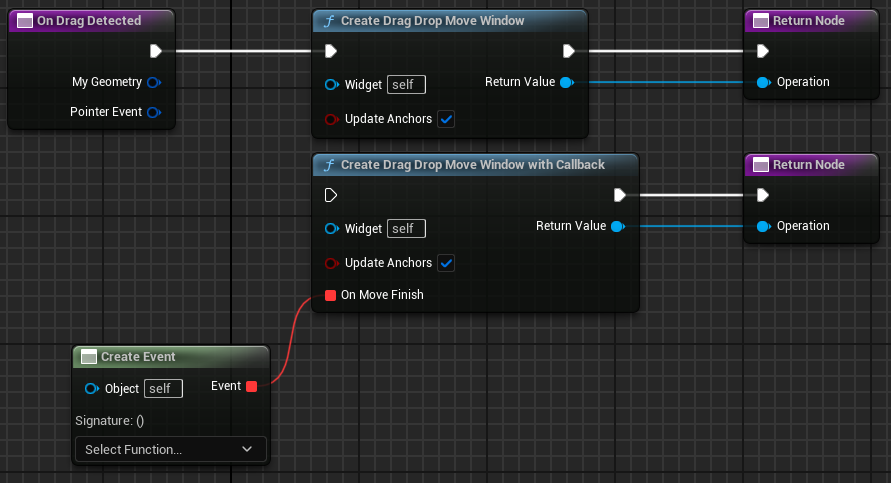 On Drag Detected
My Geometry
Pointer Event
f Create Drag Drop Move Window
Widget self
Return Value
Update Anchors
Return Node
Operation
f Create Drag Drop Move Window with Callback
Widget self
Return Value
Update Anchors
On Move Finish
Return Node
Operation
Create Event
Object self
Event
Signature: ()
Select Function...